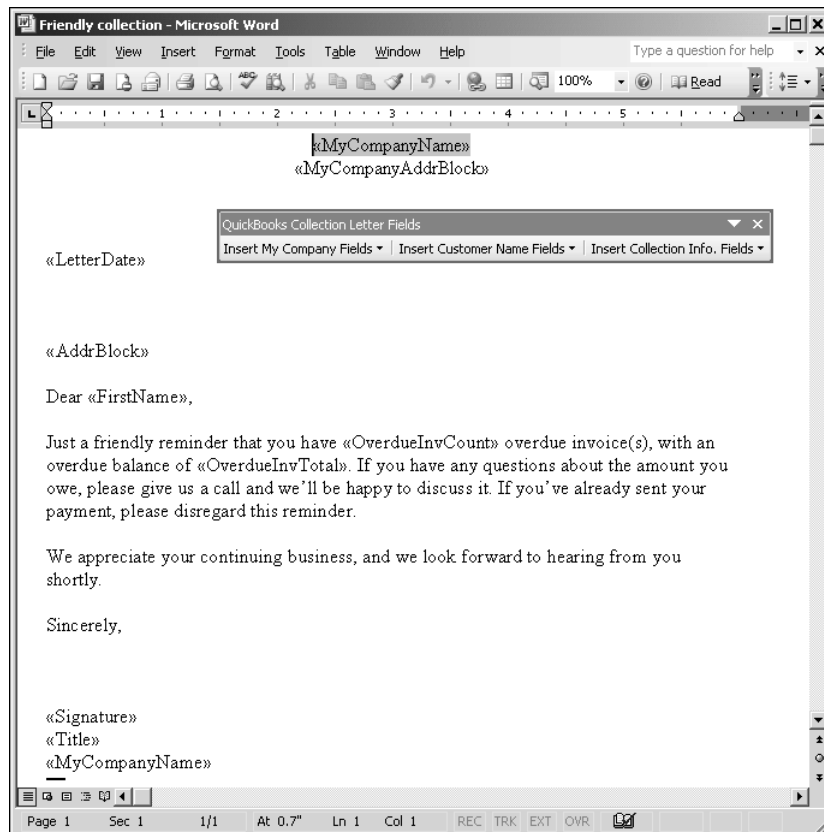 Friendly collection - Microsoft Word
File Edit View Insert Format Tools Table Window Help Type a question for help
100% Read
1 2 3 4 5
«MyCompanyName»
«MyCompanyAddrBlock»
QuickBooks Collection Letter Fields
Insert My Company Fields Insert Customer Name Fields Insert Collection Info. Fields
«LetterDate»
«AddrBlock»
Dear «FirstName»,
Just a friendly reminder that you have «OverdueInvCount» overdue invoice(s), with an
overdue balance of «OverdueInvTotal». If you have any questions about the amount you
owe, please give us a call and we'll be happy to discuss it. If you've already sent your
payment, please disregard this reminder.
We appreciate your continuing business, and we look forward to hearing from you
shortly.
Sincerely,
«Signature»
«Title»
«MyCompanyName»
Page 1 Sec 1 1/1 At 0.7" Ln 1 Col 1 REC TRK EXT OVR